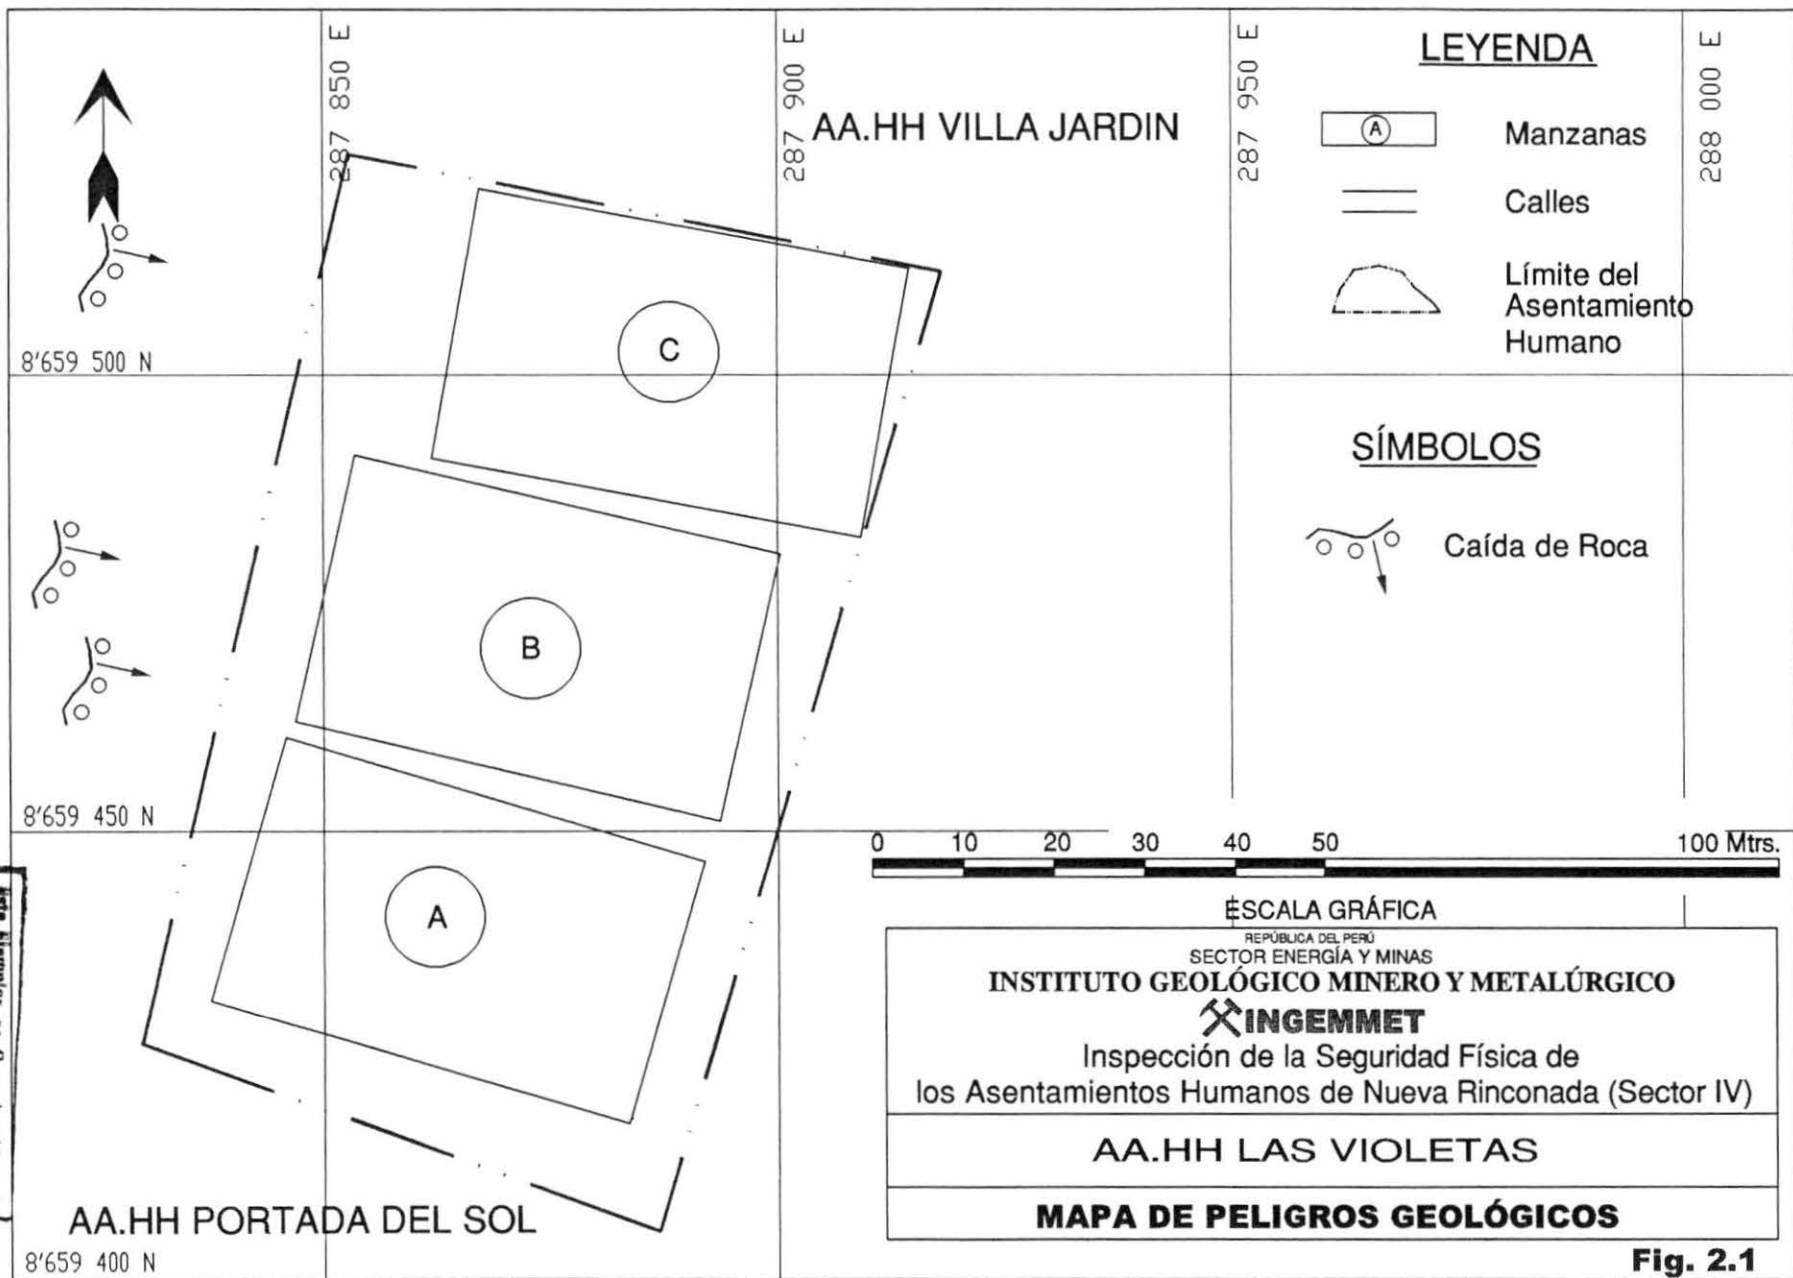 287 850 E
287 900 E
287 950 E
288 000 E
AA.HH VILLA JARDIN
LEYENDA
A
Manzanas
Calles
Límite del
Asentamiento
Humano
C
8'659 500 N
SÍMBOLOS
Caída de Roca
B
8'659 450 N
A
0 10 20 30 40 50 100 Mtrs.
ESCALA GRÁFICA
REPÚBLICA DEL PERÚ
SECTOR ENERGÍA Y MINAS
INSTITUTO GEOLÓGICO MINERO Y METALÚRGICO
INGEMMET
Inspección de la Seguridad Física de
los Asentamientos Humanos de Nueva Rinconada (Sector IV)
AA.HH LAS VIOLETAS
MAPA DE PELIGROS GEOLÓGICOS
AA.HH PORTADA DEL SOL
8'659 400 N
Fig. 2.1